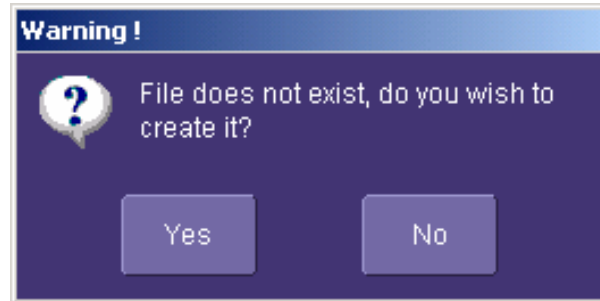 Warning !
File does not exist, do you wish to
create it?
Yes
No